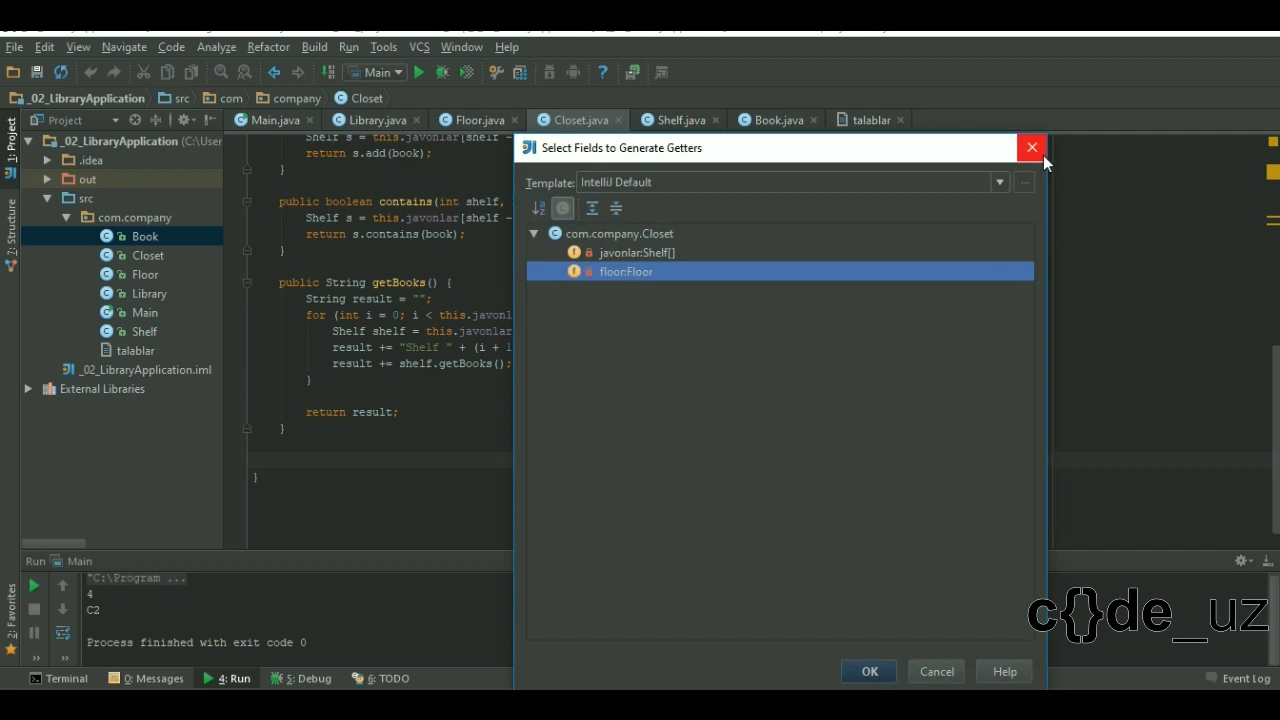 File Edit View Navigate Code Analyze Refactor Build Run Tools VCS Window Help
Main
_02_LibraryApplication src com company Closet
1: Project
Z: Structure
2: Favorites
Project
Main.java Library.java Floor.java Closet.java Shelf.java Book.java talablar
_02_LibraryApplication (C:\User
.idea
out
src
com.company
Book
Closet
Floor
Library
Main
Shelf
talablar
_02_LibraryApplication.iml
External Libraries
Shelf s = this.javonlar[shelf -
return s.add(book);
}
public boolean contains(int shelf,
Shelf s = this.javonlar[shelf -
return s.contains(book);
}
public String getBooks() {
String result = "";
for (int i = 0; i < this.javonl
Shelf shelf = this.javonlar
result += "Shelf " + (i + 1
result += shelf.getBooks();
}
return result;
}
}
Select Fields to Generate Getters
Template: IntelliJ Default
...
com.company.Closet
javonlar:Shelf[]
floor:Floor
OK Cancel Help
Run Main
"C:\Program ...
4
C2
Process finished with exit code 0
c{}de_uz
Terminal 0: Messages 4: Run 5: Debug 6: TODO Event Log